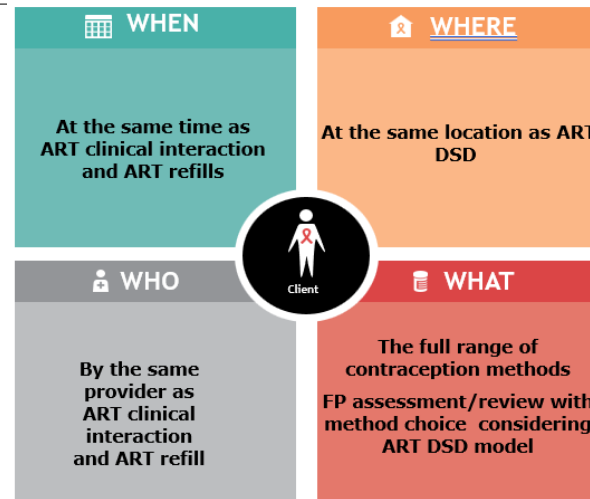 WHEN
At the same time as
ART clinical interaction
and ART refills
WHERE
At the same location as ART
DSD
Client
WHO
By the same
provider as
ART clinical
interaction
and ART refill
WHAT
The full range of
contraception methods
FP assessment/review with
method choice considering
ART DSD model